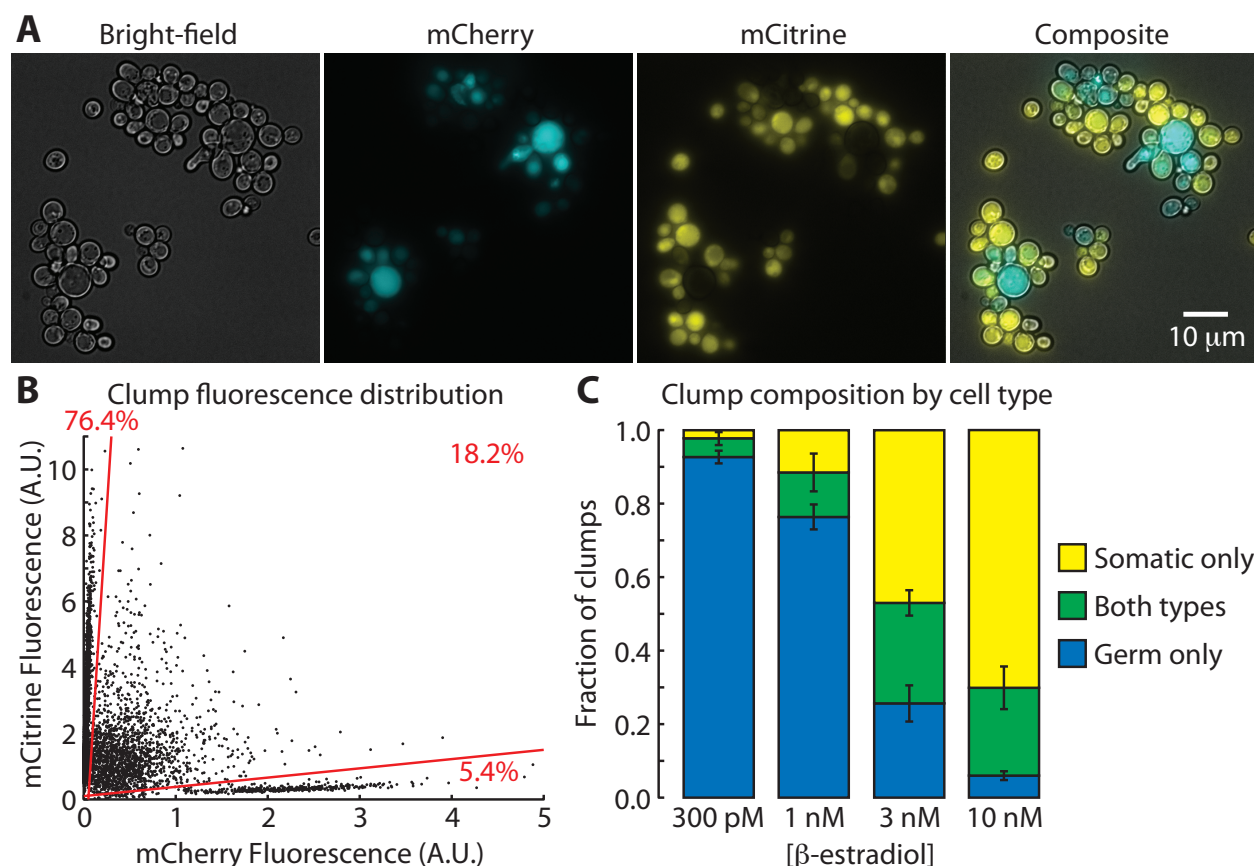 A
Bright-field
mCherry
mCitrine
Composite
10 μm
B
Clump fluorescence distribution
76.4%
18.2%
5.4%
mCitrine Fluorescence (A.U.)
10
8
6
4
2
0
0 1 2 3 4 5
mCherry Fluorescence (A.U.)
C
Clump composition by cell type
Fraction of clumps
1.0
0.8
0.6
0.4
0.2
0.0
300 pM 1 nM 3 nM 10 nM
[β-estradiol]
Somatic only
Both types
Germ only